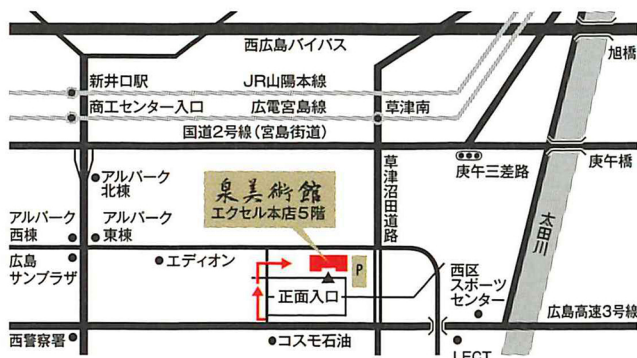 西広島バイパス
旭橋
新井口駅
JR山陽本線
商工センター入口
広電宮島線
草津南
国道2号線(宮島街道)
アルパーク
北棟
草津沼田道路
庚午三差路
庚午橋
泉美術館
エクセル本店5階
アルパーク
西棟
アルパーク
東棟
太田川
広島
サンプラザ
エディオン
P
西区
スポーツ
センター
正面入口
広島高速3号線
西警察署
コスモ石油
LECT